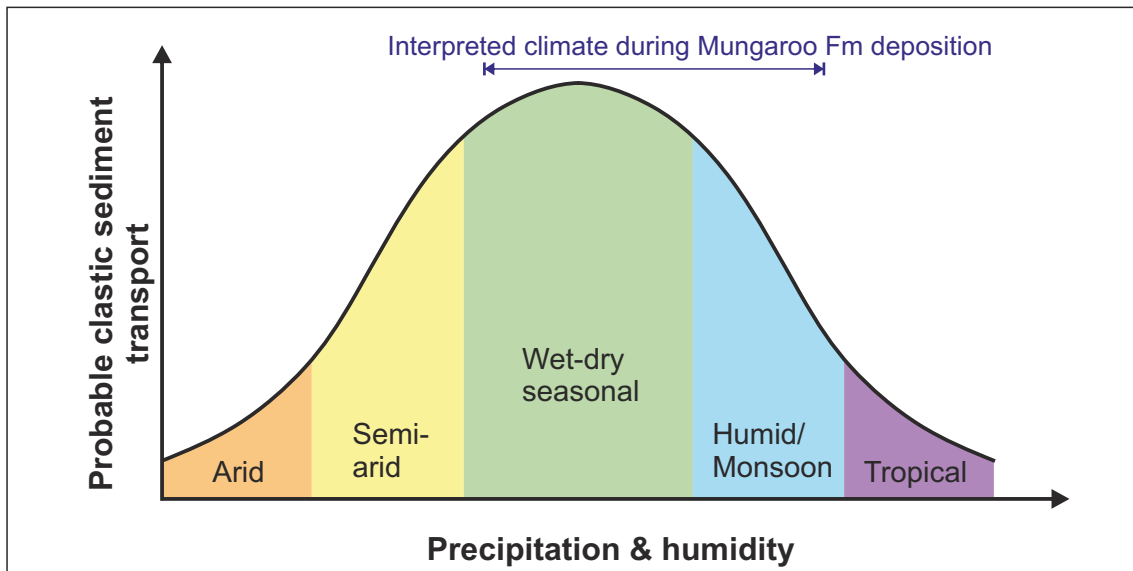 Interpreted climate during Mungaroo Fm deposition
Probable clastic sediment
transport
Arid
Semi-
arid
Wet-dry
seasonal
Humid/
Monsoon
Tropical
Precipitation & humidity